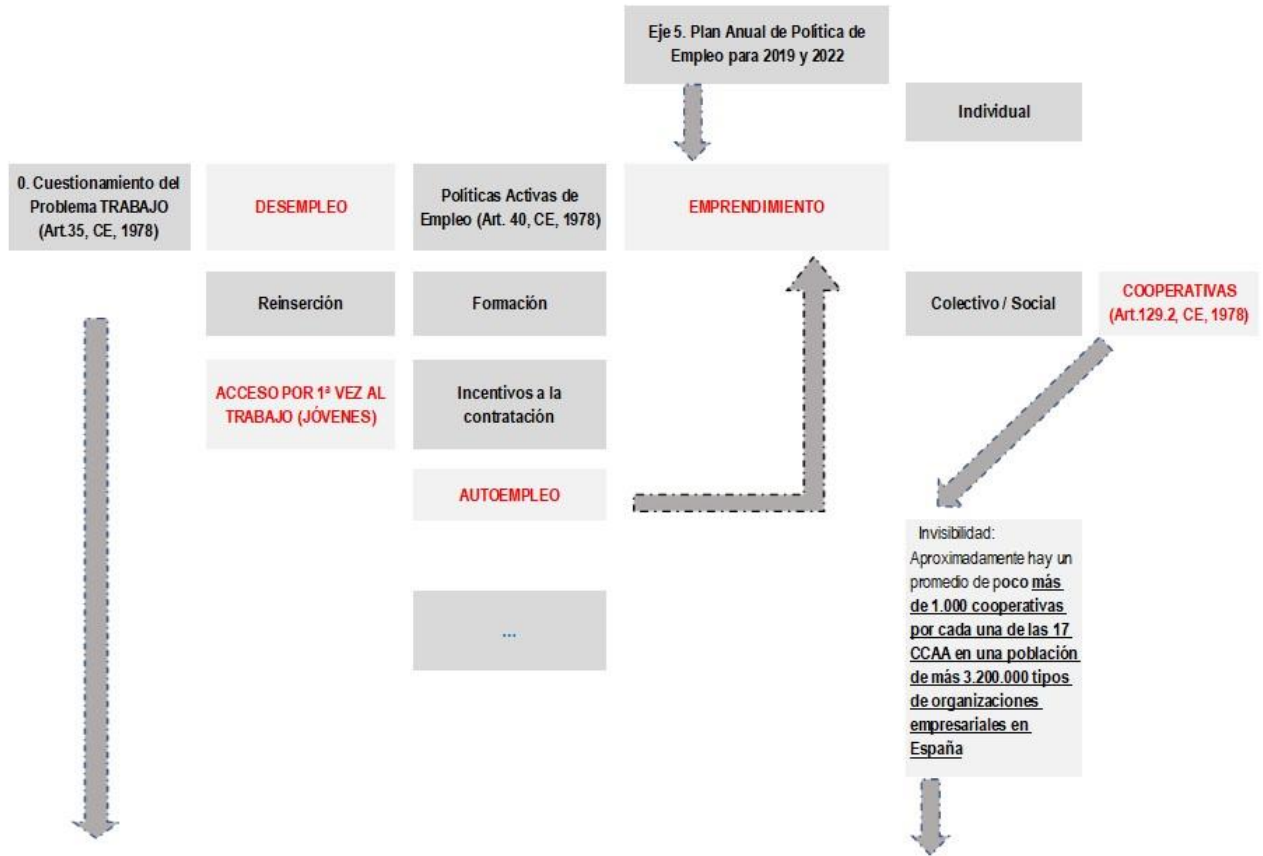 Eje 5. Plan Anual de Política de
Empleo para 2019 y 2022
Individual
0. Cuestionamiento del
Problema TRABAJO
(Art.35, CE, 1978)
DESEMPLEO
Políticas Activas de
Empleo (Art. 40, CE, 1978)
EMPRENDIMIENTO
Reinserción
Formación
Colectivo / Social
COOPERATIVAS
(Art.129.2, CE, 1978)
ACCESO POR 1ª VEZ AL
TRABAJO (JÓVENES)
Incentivos a la
contratación
AUTOEMPLEO
...
Invisibilidad:
Aproximadamente hay un
promedio de poco más
de 1.000 cooperativas
por cada una de las 17
CCAA en una población
de más 3.200.000 tipos
de organizaciones
empresariales en
España